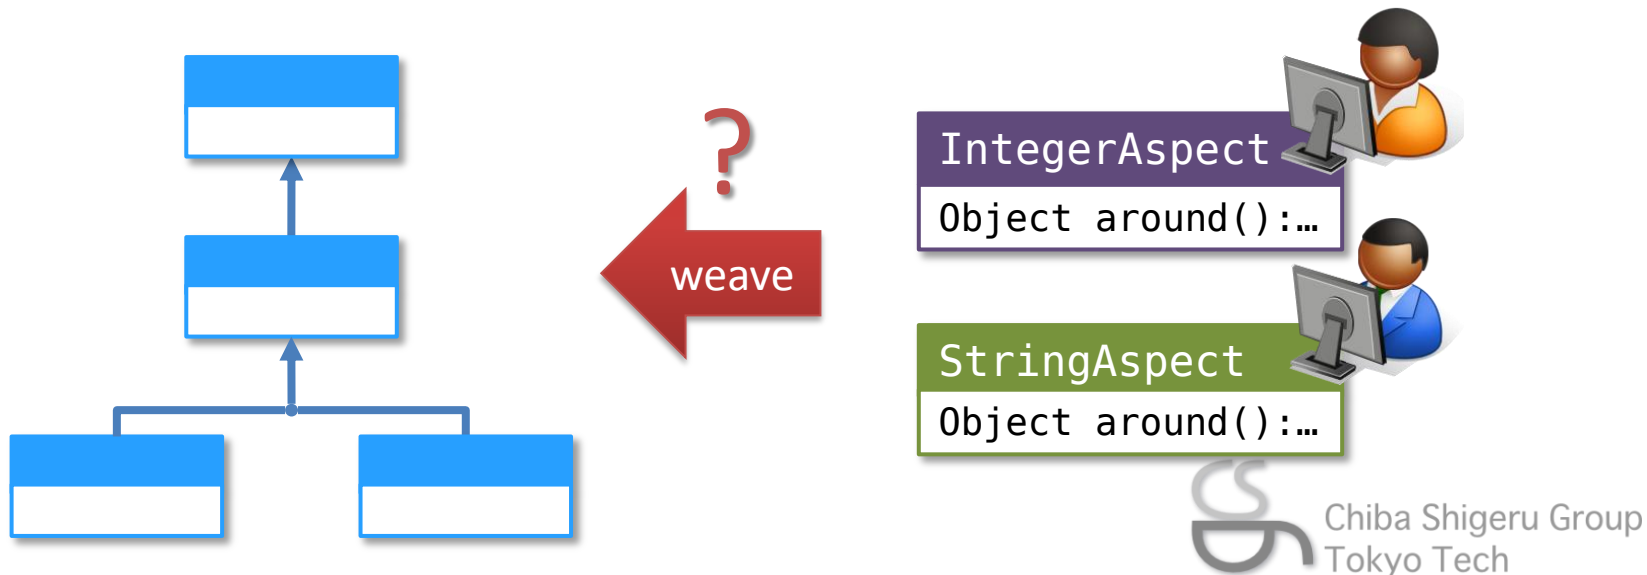 ?
weave
IntegerAspect
Object around():…
StringAspect
Object around():…
Chiba Shigeru Group
Tokyo Tech